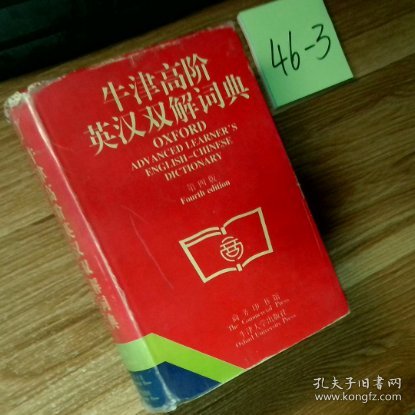 牛津高阶
英汉双解词典
OXFORD
ADVANCED LEARNER'S
ENGLISH-CHINESE
DICTIONARY
第四版
Fourth edition
商务印书馆
The Commercial Press
牛津大学出版社
Oxford University Press
46-3
孔夫子旧书网
www.kongfz.com